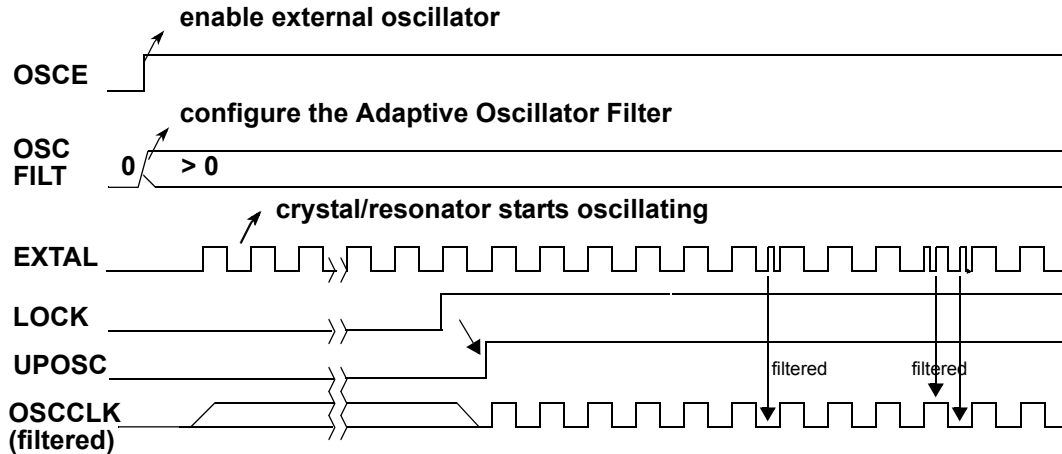 enable external oscillator
OSCE
configure the Adaptive Oscillator Filter
OSC
FILT
0 > 0
crystal/resonator starts oscillating
EXTAL
LOCK
UPOSC
filtered filtered
OSCCLK
(filtered)